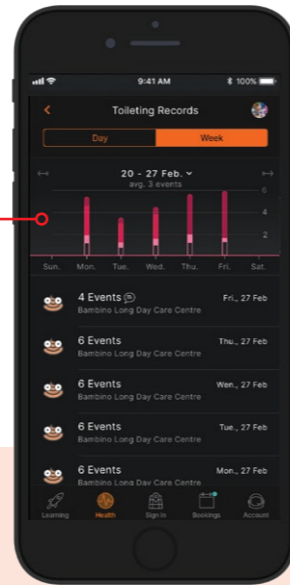 9:41 AM 100%
Toileting Records
Day Week
20 - 27 Feb.
avg. 3 events
6
4
2
Sun. Mon. Tue. Wed. Thu. Fri. Sat.
4 Events Fri., 27 Feb
Bambino Long Day Care Centre
6 Events Thu., 27 Feb
Bambino Long Day Care Centre
6 Events Wen., 27 Feb
Bambino Long Day Care Centre
6 Events Tue., 27 Feb
Bambino Long Day Care Centre
6 Events Mon., 27 Feb
Bambino Long Day Care Centre
Learning Health Sign In Bookings Account